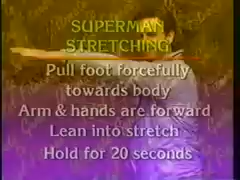 SUPERMAN
STRETCHING
Pull foot forcefully
towards body
Arm & hands are forward
Lean into stretch
Hold for 20 seconds